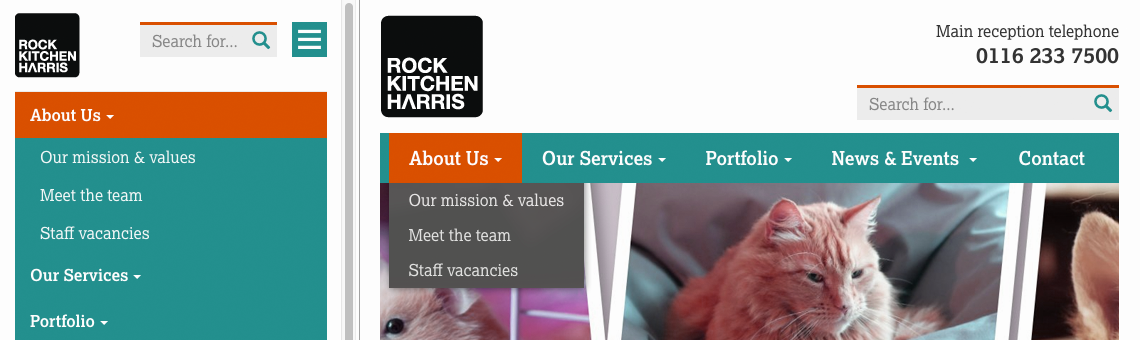 ROCK
KITCHEN
HARRIS
Search for...
About Us
Our mission & values
Meet the team
Staff vacancies
Our Services
Portfolio
ROCK
KITCHEN
HARRIS
Main reception telephone
0116 233 7500
Search for...
About Us Our Services Portfolio News & Events Contact
Our mission & values
Meet the team
Staff vacancies